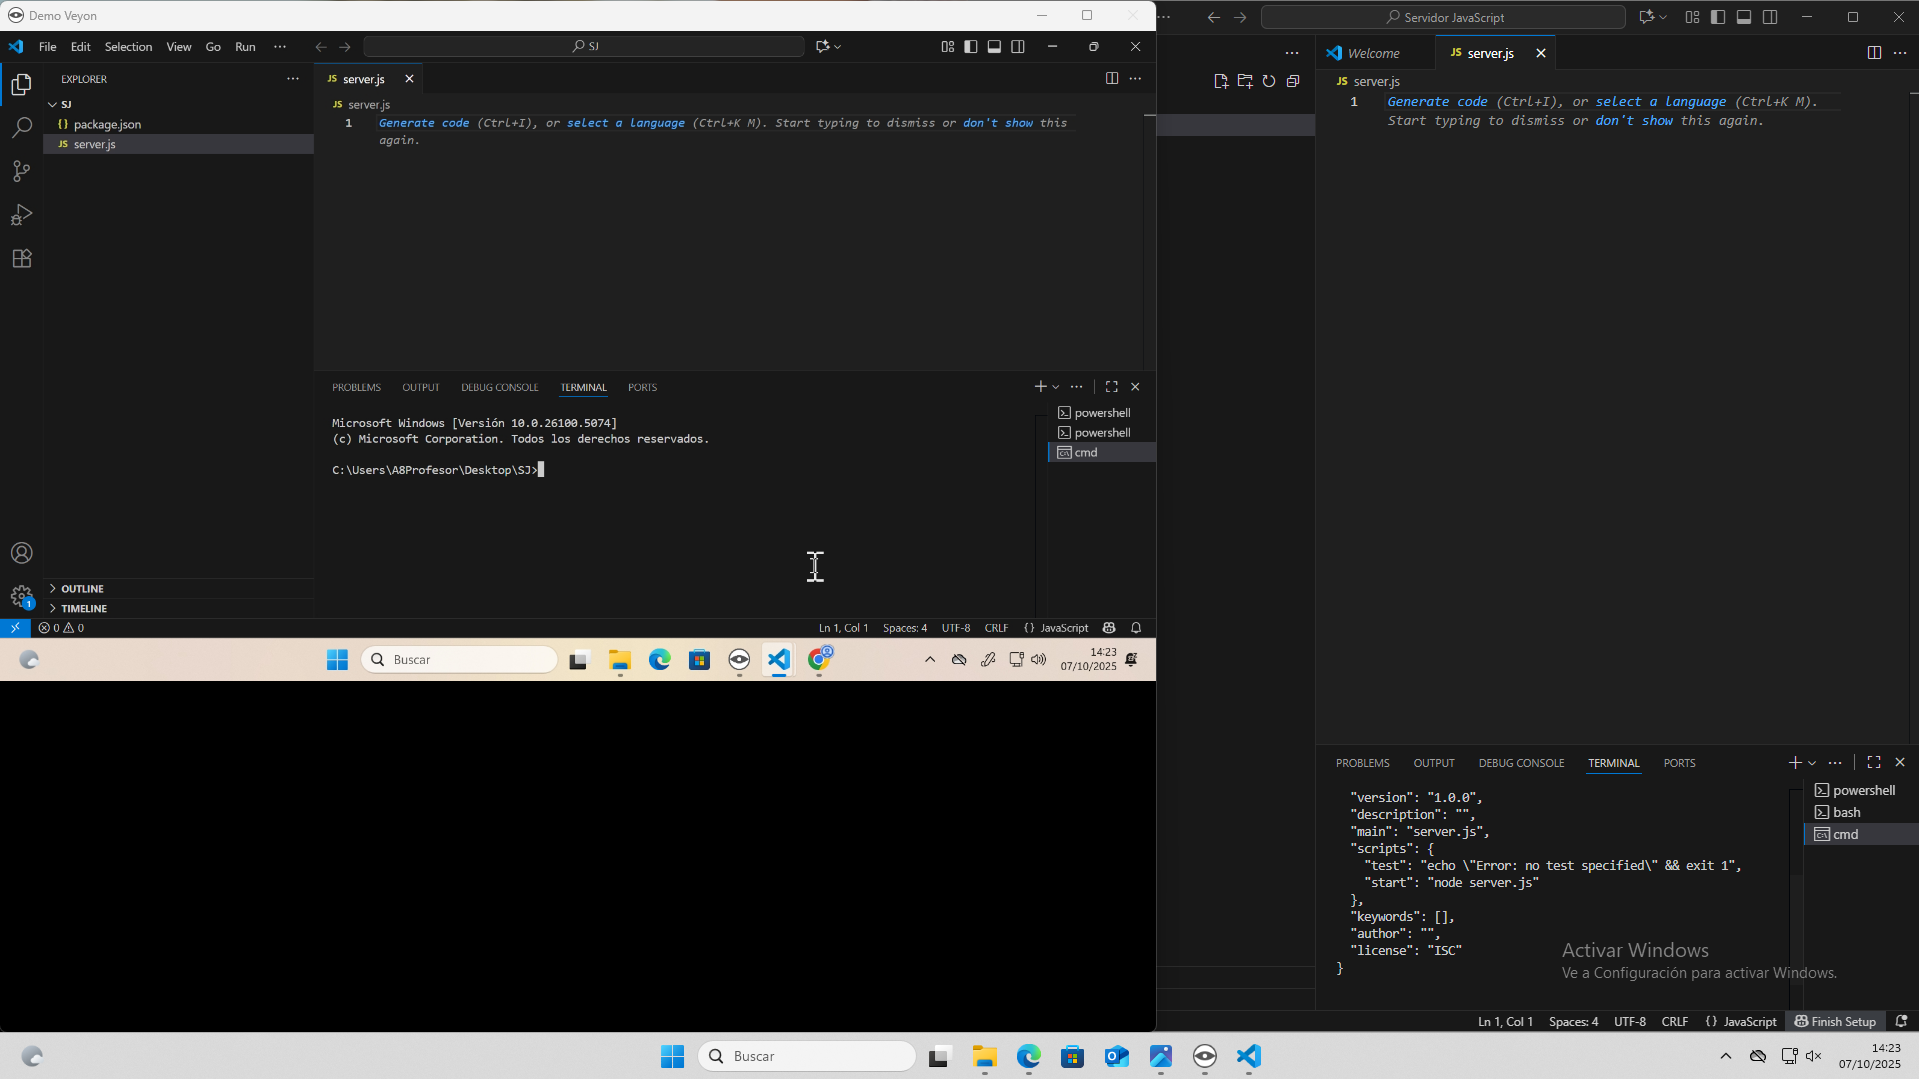 Demo Veyon
File Edit Selection View Go Run ···
SJ
EXPLORER
SJ
{} package.json
JS server.js
OUTLINE
TIMELINE
JS server.js
JS server.js
1 Generate code (Ctrl+I), or select a language (Ctrl+K M). Start typing to dismiss or don't show this
again.
PROBLEMS OUTPUT DEBUG CONSOLE TERMINAL PORTS
Microsoft Windows [Versión 10.0.26100.5074]
(c) Microsoft Corporation. Todos los derechos reservados.
C:\Users\A8Profesor\Desktop\SJ>
powershell
powershell
cmd
1
0 0
Ln 1, Col 1 Spaces: 4 UTF-8 CRLF {} JavaScript
Buscar
14:23
07/10/2025
Servidor JavaScript
Welcome
JS server.js
JS server.js
1 Generate code (Ctrl+I), or select a language (Ctrl+K M).
Start typing to dismiss or don't show this again.
PROBLEMS OUTPUT DEBUG CONSOLE TERMINAL PORTS
"version": "1.0.0",
"description": "",
"main": "server.js",
"scripts": {
"test": "echo \"Error: no test specified\" && exit 1",
"start": "node server.js"
},
"keywords": [],
"author": "",
"license": "ISC"
}
powershell
bash
cmd
Activar Windows
Ve a Configuración para activar Windows.
Ln 1, Col 1 Spaces: 4 UTF-8 CRLF {} JavaScript Finish Setup
Buscar
14:23
07/10/2025